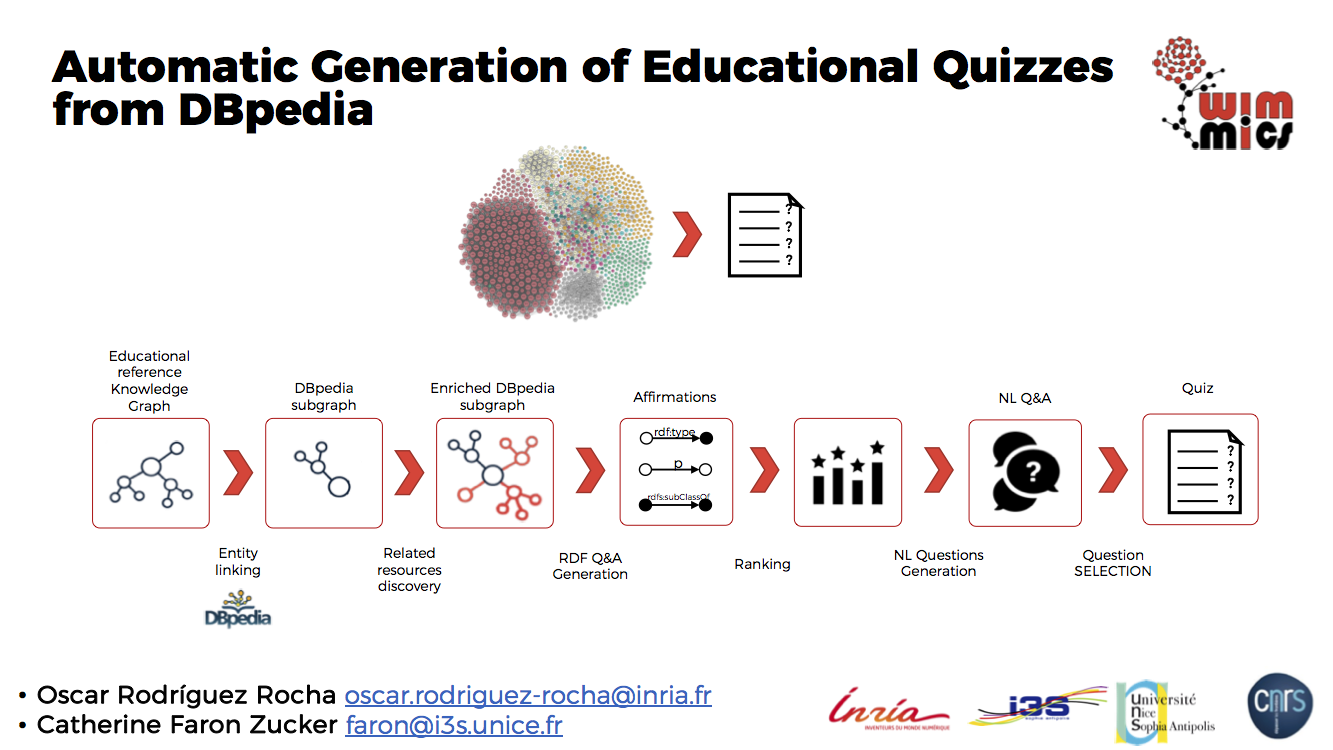 Automatic Generation of Educational Quizzes
from DBpedia
wim
mics
?
?
?
?
Educational
reference
Knowledge
Graph
DBpedia
subgraph
Enriched DBpedia
subgraph
Affirmations
NL Q&A
Quiz
rdf:type
p
rdfs:subClassOf
?
?
?
?
?
Entity
linking
Related
resources
discovery
RDF Q&A
Generation
Ranking
NL Questions
Generation
Question
SELECTION
DBpedia
• Oscar Rodríguez Rocha oscar.rodriguez-rocha@inria.fr
• Catherine Faron Zucker faron@i3s.unice.fr
Inria
INVENTEURS DU MONDE NUMÉRIQUE
i3S
sophia antipolis
Université
Nice
Sophia Antipolis
cnrs